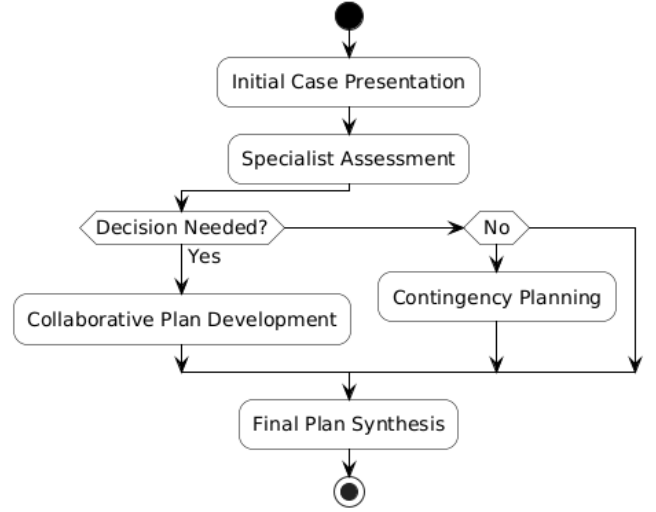 Initial Case Presentation
Specialist Assessment
Decision Needed?
No
Yes
Contingency Planning
Collaborative Plan Development
Final Plan Synthesis